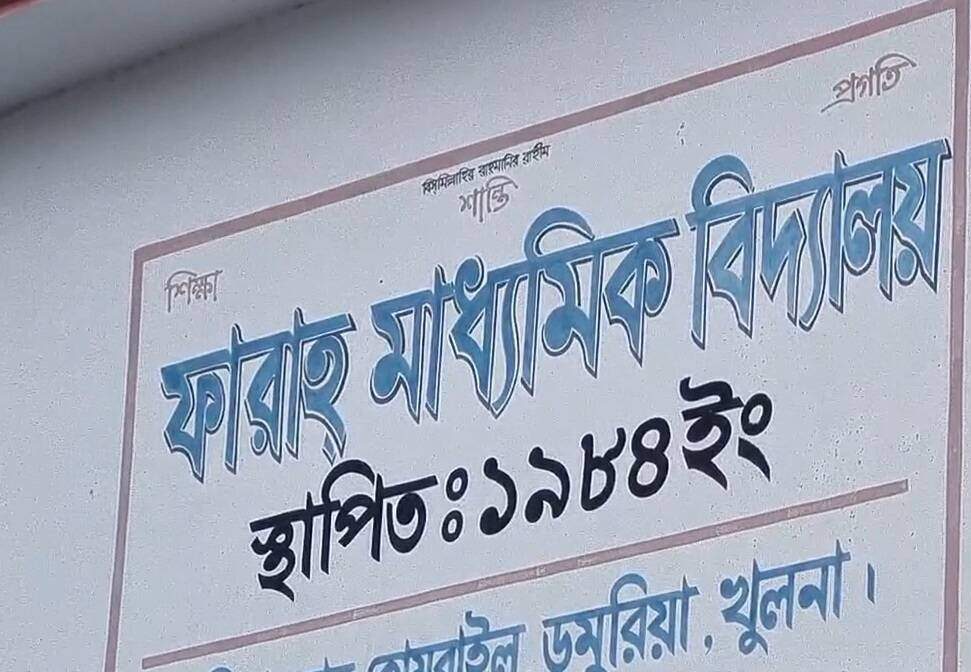 বিসমিল্লাহির রাহমানির রাহীম
শিক্ষা শান্তি প্রগতি
ফারাহ্ মাধ্যমিক বিদ্যালয়
স্থাপিতঃ১৯৮৪ইং
ডুমুরিয়া, খুলনা।